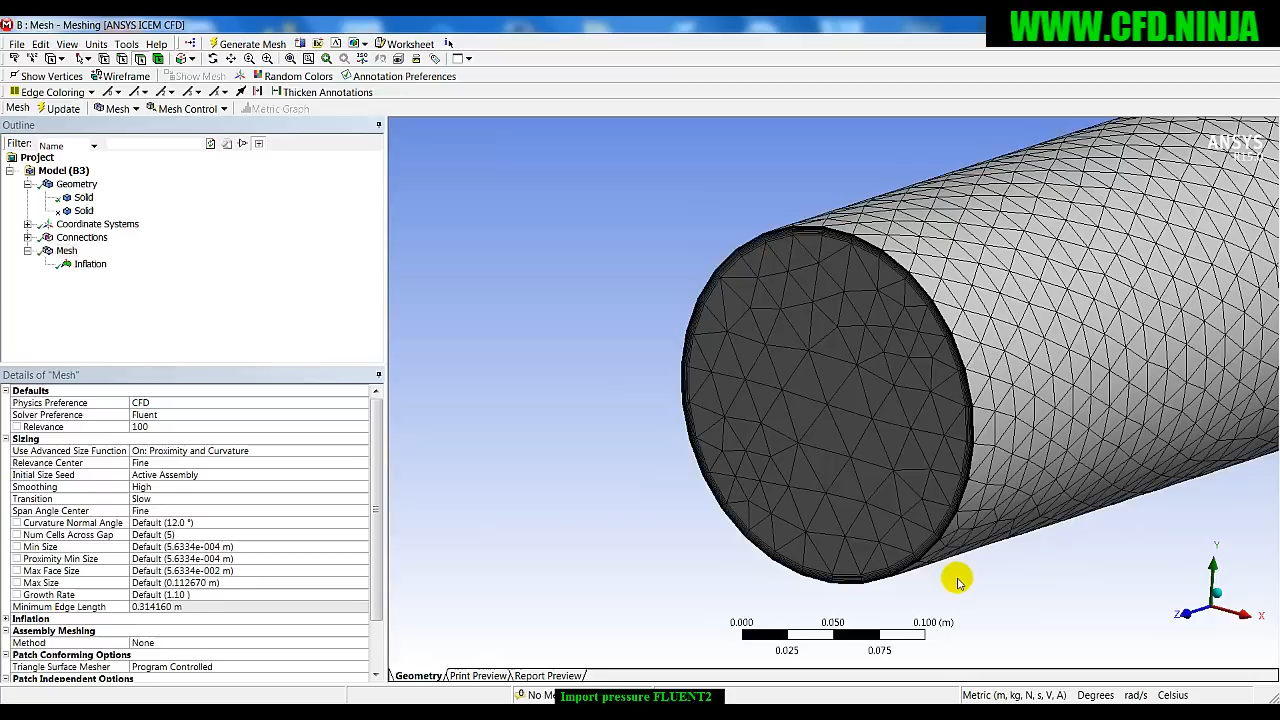 B : Mesh - Meshing [ANSYS ICEM CFD]
WWW.CFD.NINJA
File Edit View Units Tools Help Generate Mesh Worksheet
Show Vertices Wireframe Show Mesh Random Colors Annotation Preferences
Edge Coloring Thicken Annotations
Mesh Update Mesh Mesh Control Metric Graph
Outline
Filter: Name
Project
Model (B3)
Geometry
Solid
Solid
Coordinate Systems
Connections
Mesh
Inflation
ANSYS
R15.0
Details of "Mesh"
Defaults
Physics Preference CFD
Solver Preference Fluent
Relevance 100
Sizing
Use Advanced Size Function On: Proximity and Curvature
Relevance Center Fine
Initial Size Seed Active Assembly
Smoothing High
Transition Slow
Span Angle Center Fine
Curvature Normal Angle Default (12.0 °)
Num Cells Across Gap Default (5)
Min Size Default (5.6334e-004 m)
Proximity Min Size Default (5.6334e-004 m)
Max Face Size Default (5.6334e-002 m)
Max Size Default (0.112670 m)
Growth Rate Default (1.10 )
Minimum Edge Length 0.314160 m
Inflation
Assembly Meshing
Method None
Patch Conforming Options
Triangle Surface Mesher Program Controlled
Patch Independent Options
0.000 0.050 0.100 (m)
0.025 0.075
Y
Z
X
Geometry Print Preview Report Preview
No Me
Import pressure FLUENT2
Metric (m, kg, N, s, V, A) Degrees rad/s Celsius